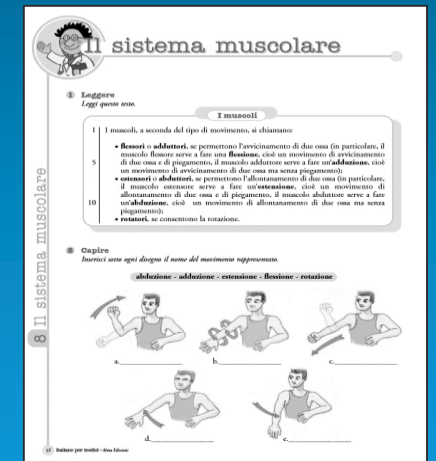 Il sistema muscolare
1 Leggere
Leggi questo testo.
I muscoli
1 I muscoli, a seconda del tipo di movimento, si chiamano:
• flessori o adduttori, se permettono l'avvicinamento di due ossa (in particolare, il
muscolo flessore serve a fare una flessione, cioè un movimento di avvicinamento
5 di due ossa e di piegamento, il muscolo adduttore serve a fare un'adduzione, cioè
un movimento di avvicinamento di due ossa ma senza piegamento);
• estensori o abduttori, se permettono l'allontanamento di due ossa (in particolare,
il muscolo estensore serve a fare un'estensione, cioè un movimento di
allontanamento di due ossa e di piegamento, il muscolo abduttore serve a fare
10 un'abduzione, cioè un movimento di allontanamento di due ossa ma senza
piegamento);
• rotatori, se consentono la rotazione.
2 Capire
Inserisci sotto ogni disegno il nome del movimento rappresentato.
abduzione - adduzione - estensione - flessione - rotazione
a.
b.
c.
d.
e.
8 Il sistema muscolare
Italiano per medici - Alma Edizioni